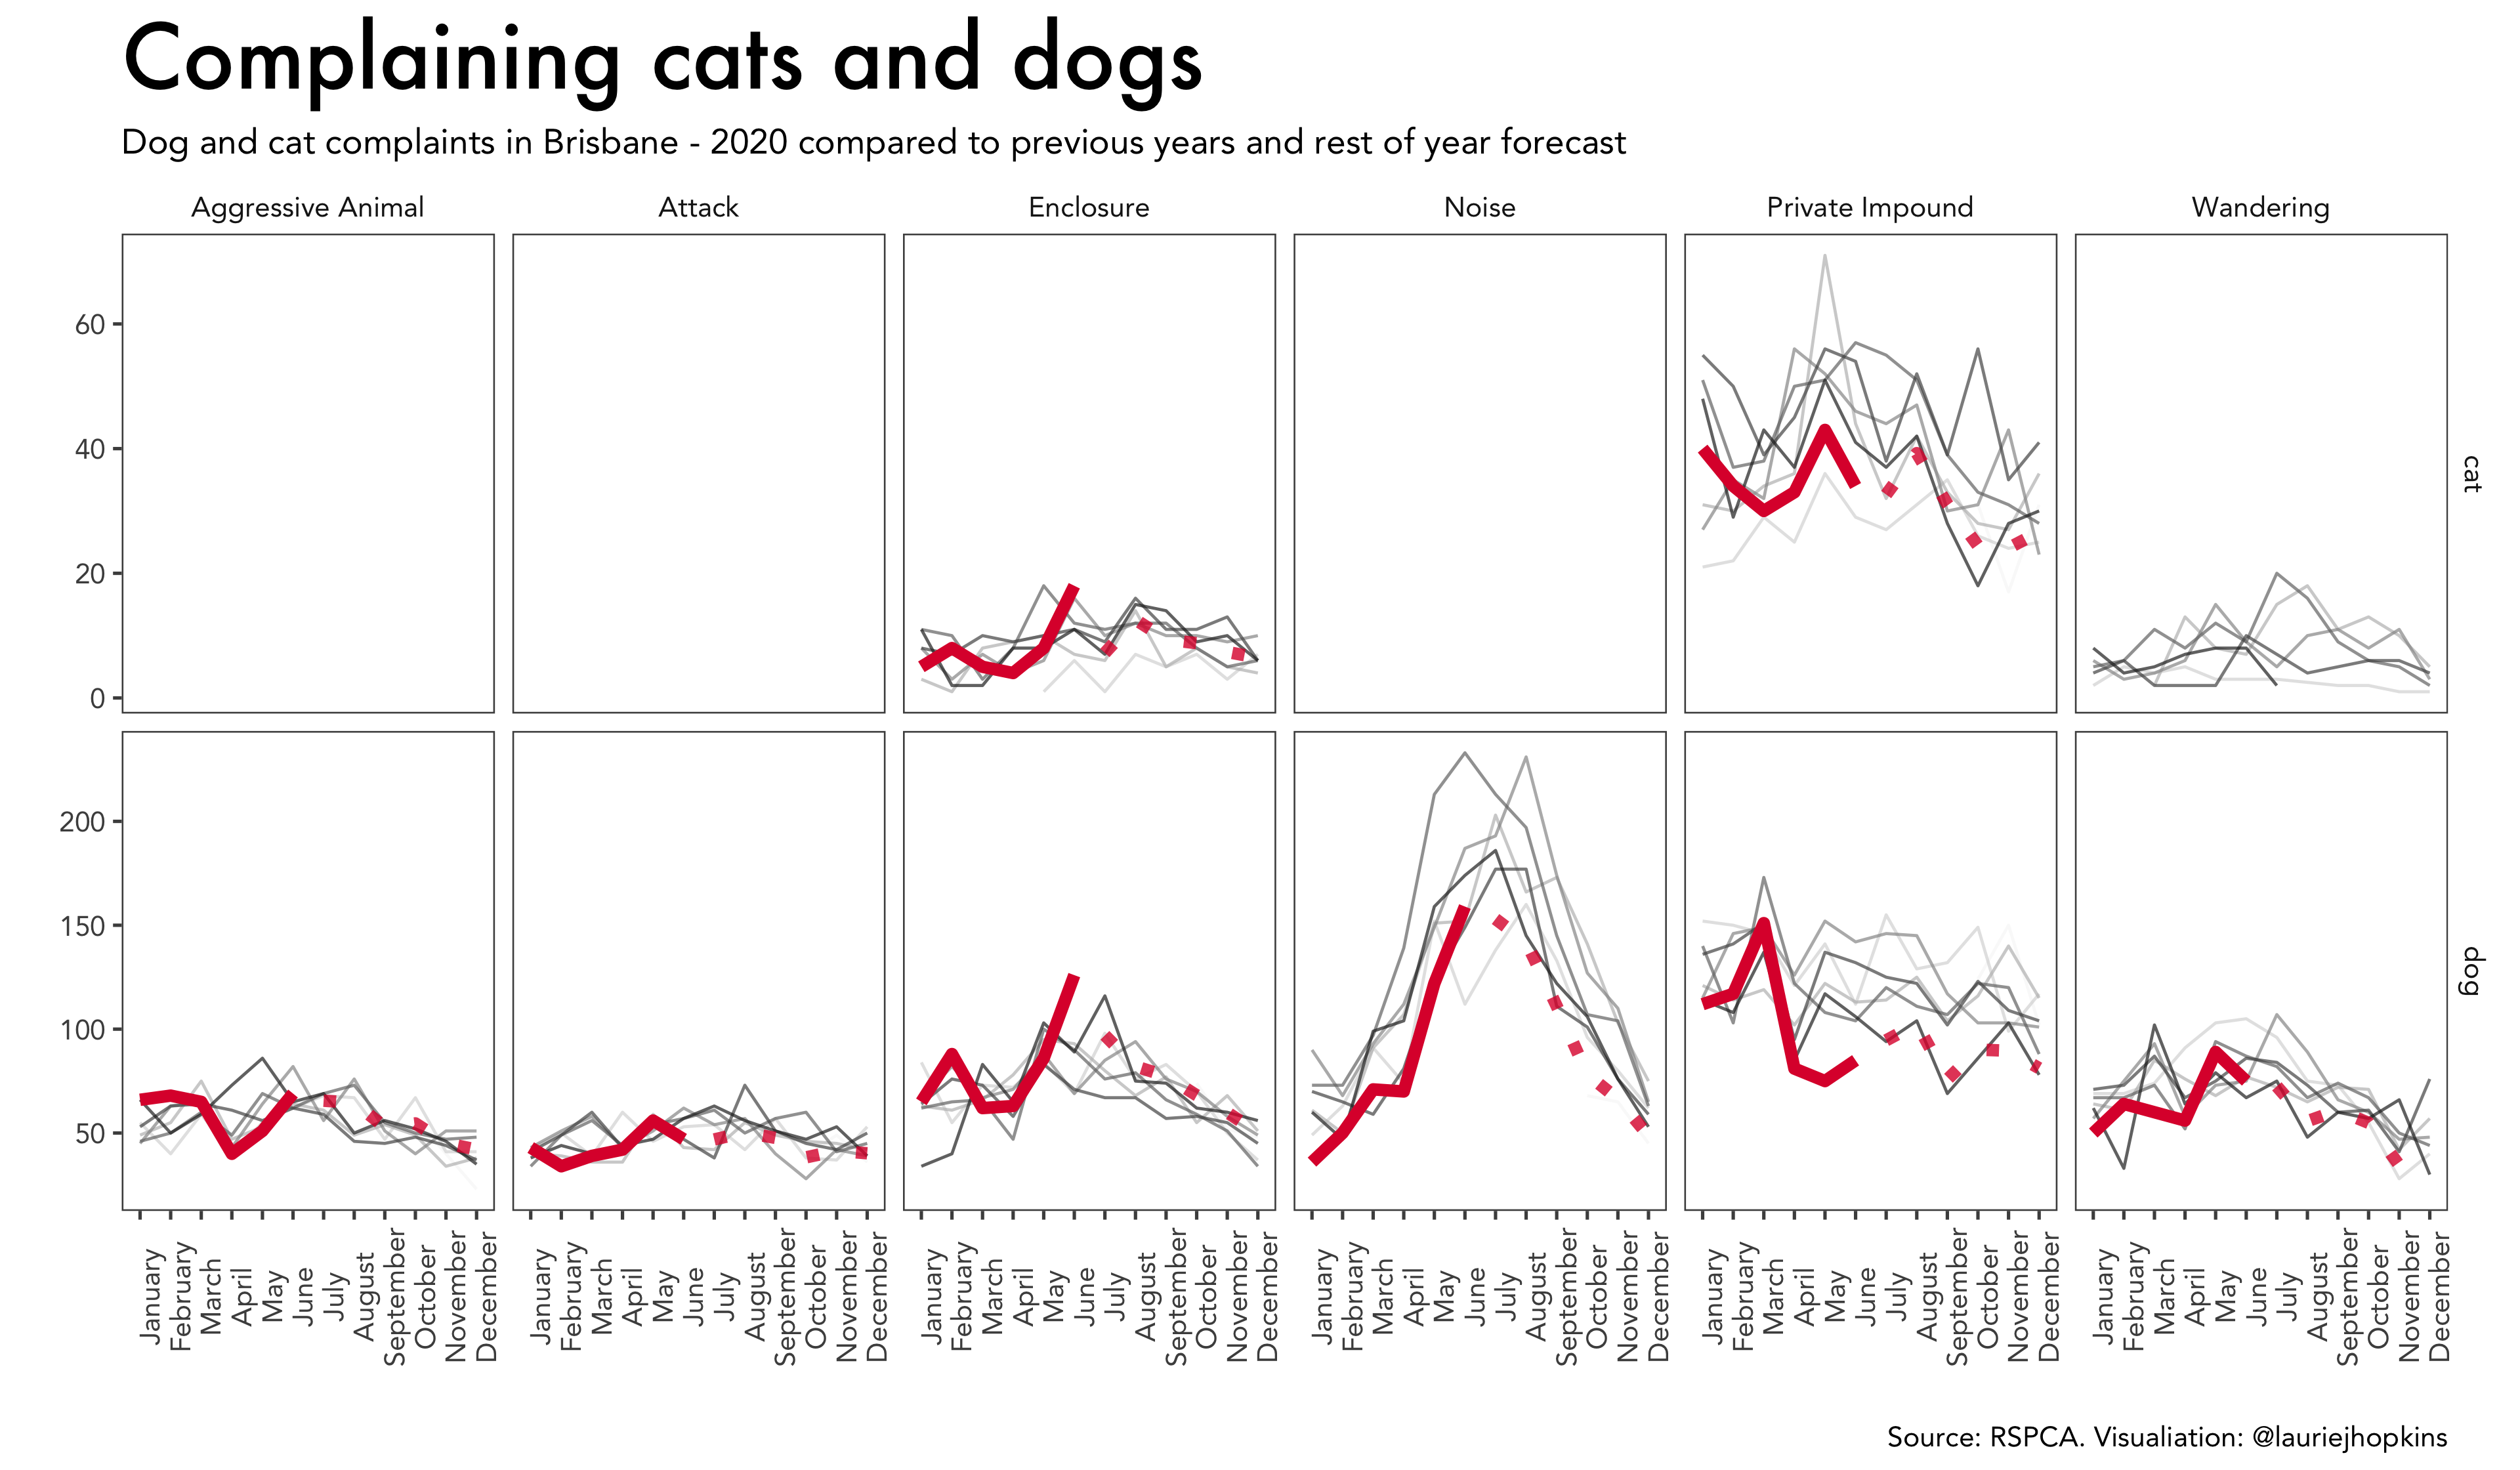 Complaining cats and dogs
Dog and cat complaints in Brisbane - 2020 compared to previous years and rest of year forecast
Aggressive Animal Attack Enclosure Noise Private Impound Wandering
60
40
20
0
cat
200
150
100
50
dog
January February March April May June July August September October November December
January February March April May June July August September October November December
January February March April May June July August September October November December
January February March April May June July August September October November December
January February March April May June July August September October November December
January February March April May June July August September October November December
Source: RSPCA. Visualiation: @lauriejhopkins